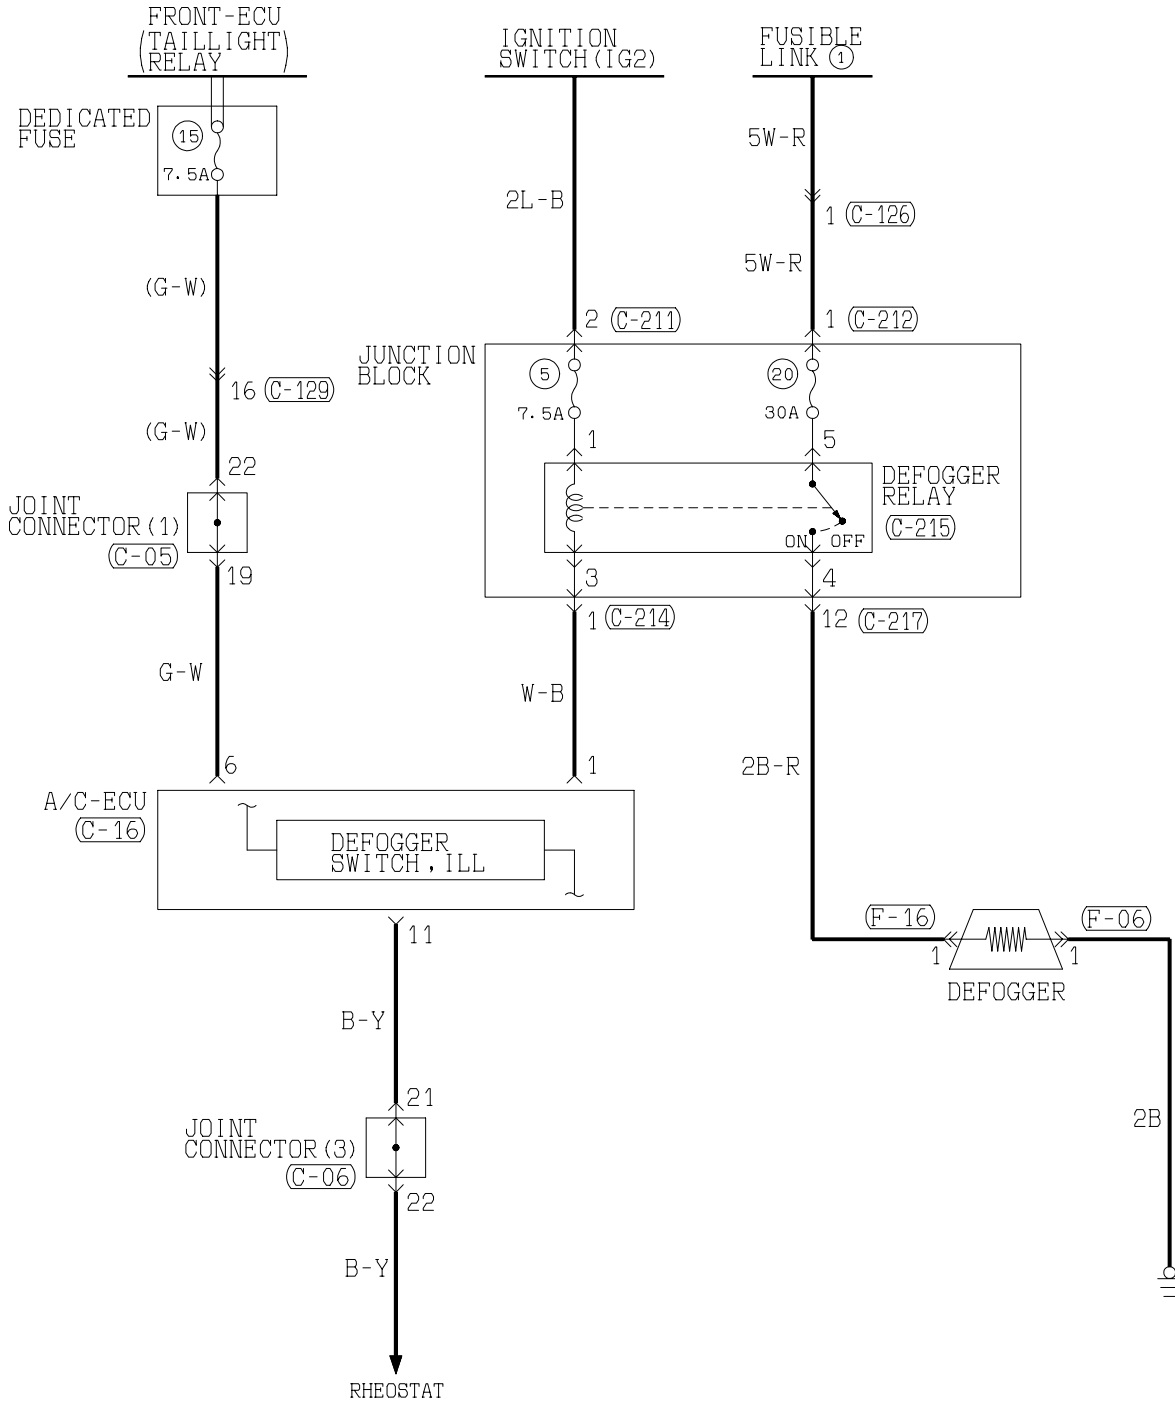 FRONT-ECU
(TAILLIGHT)
RELAY
IGNITION
SWITCH(IG2)
FUSIBLE
LINK 1
DEDICATED
FUSE
15
7.5A
5W-R
2L-B
1 C-126
5W-R
(G-W)
2 C-211
1 C-212
JUNCTION
BLOCK
5
20
16 C-129
7.5A
30A
(G-W)
1
5
22
DEFOGGER
RELAY
C-215
JOINT
CONNECTOR(1)
C-05
ON OFF
19
3
4
1 C-214
12 C-217
G-W
W-B
6
1
2B-R
A/C-ECU
C-16
DEFOGGER
SWITCH, ILL
11
F-16
F-06
1
1
DEFOGGER
B-Y
21
2B
JOINT
CONNECTOR(3)
C-06
22
B-Y
RHEOSTAT